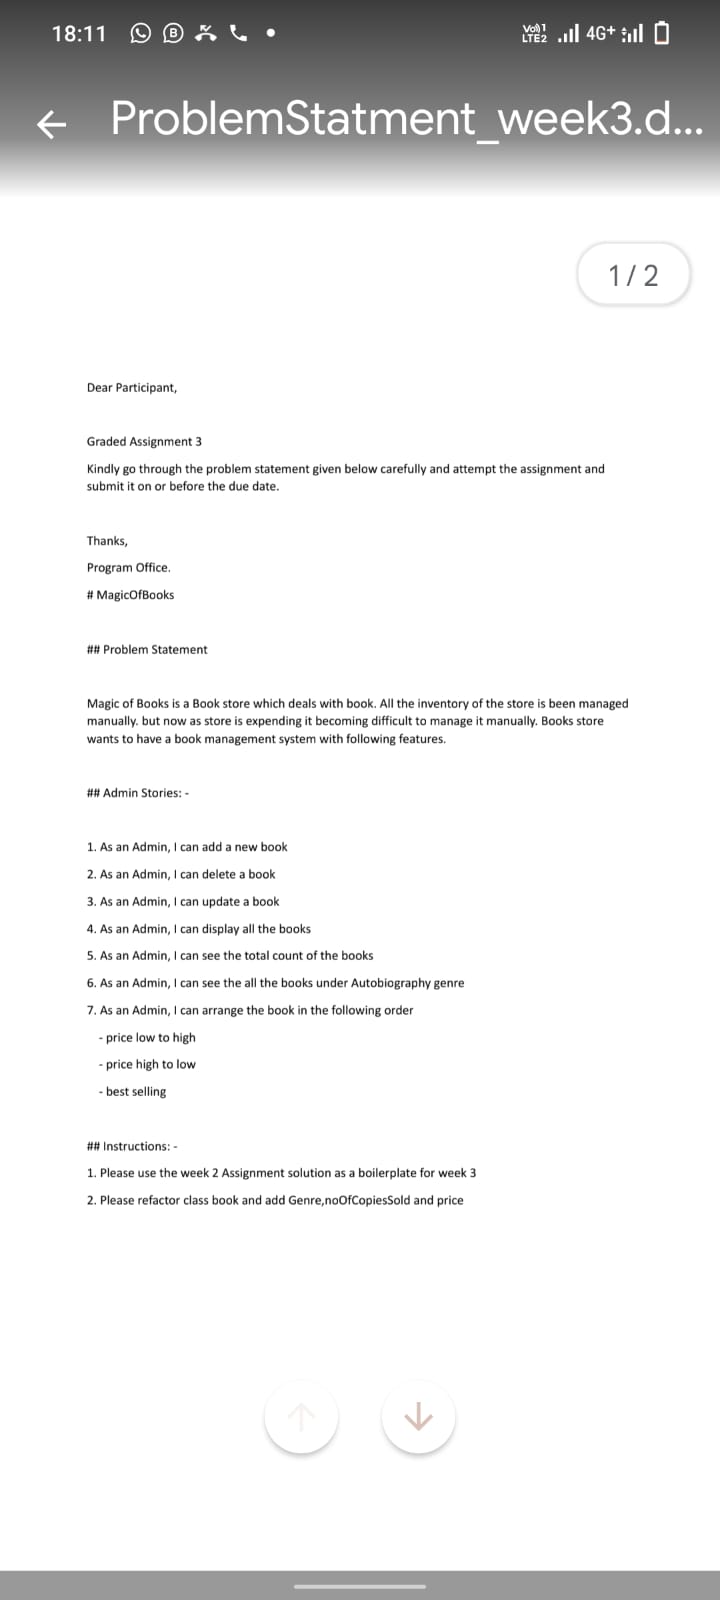 18:11
Vo) 1
LTE2
4G+
ProblemStatment_week3.d...
1 / 2
Dear Participant,
Graded Assignment 3
Kindly go through the problem statement given below carefully and attempt the assignment and
submit it on or before the due date.
Thanks,
Program Office.
# MagicOfBooks
## Problem Statement
Magic of Books is a Book store which deals with book. All the inventory of the store is been managed
manually. but now as store is expending it becoming difficult to manage it manually. Books store
wants to have a book management system with following features.
## Admin Stories: -
1. As an Admin, I can add a new book
2. As an Admin, I can delete a book
3. As an Admin, I can update a book
4. As an Admin, I can display all the books
5. As an Admin, I can see the total count of the books
6. As an Admin, I can see the all the books under Autobiography genre
7. As an Admin, I can arrange the book in the following order
- price low to high
- price high to low
- best selling
## Instructions: -
1. Please use the week 2 Assignment solution as a boilerplate for week 3
2. Please refactor class book and add Genre,noOfCopiesSold and price